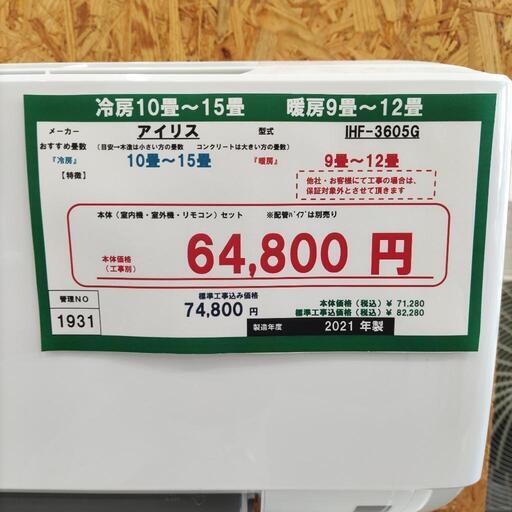 冷房10畳～15畳　暖房9畳～12畳
メーカー　アイリス　型式　IHF-3605G
おすすめ畳数　(目安→木造は小さい方の畳数　コンクリートは大きい方の畳数)
『冷房』　10畳～15畳　『暖房』　9畳～12畳
【特徴】
他社・お客様にて工事の場合は、
保証対象外とさせて頂きます
本体（室内機・室外機・リモコン）セット　※配管ﾊﾟｲﾌﾟは別売り
本体価格
（工事別）
64,800 円
管理NO
1931
標準工事込み価格
74,800 円
本体価格（税込）￥ 71,280
標準工事込価格（税込）￥ 82,280
製造年度　2021 年製